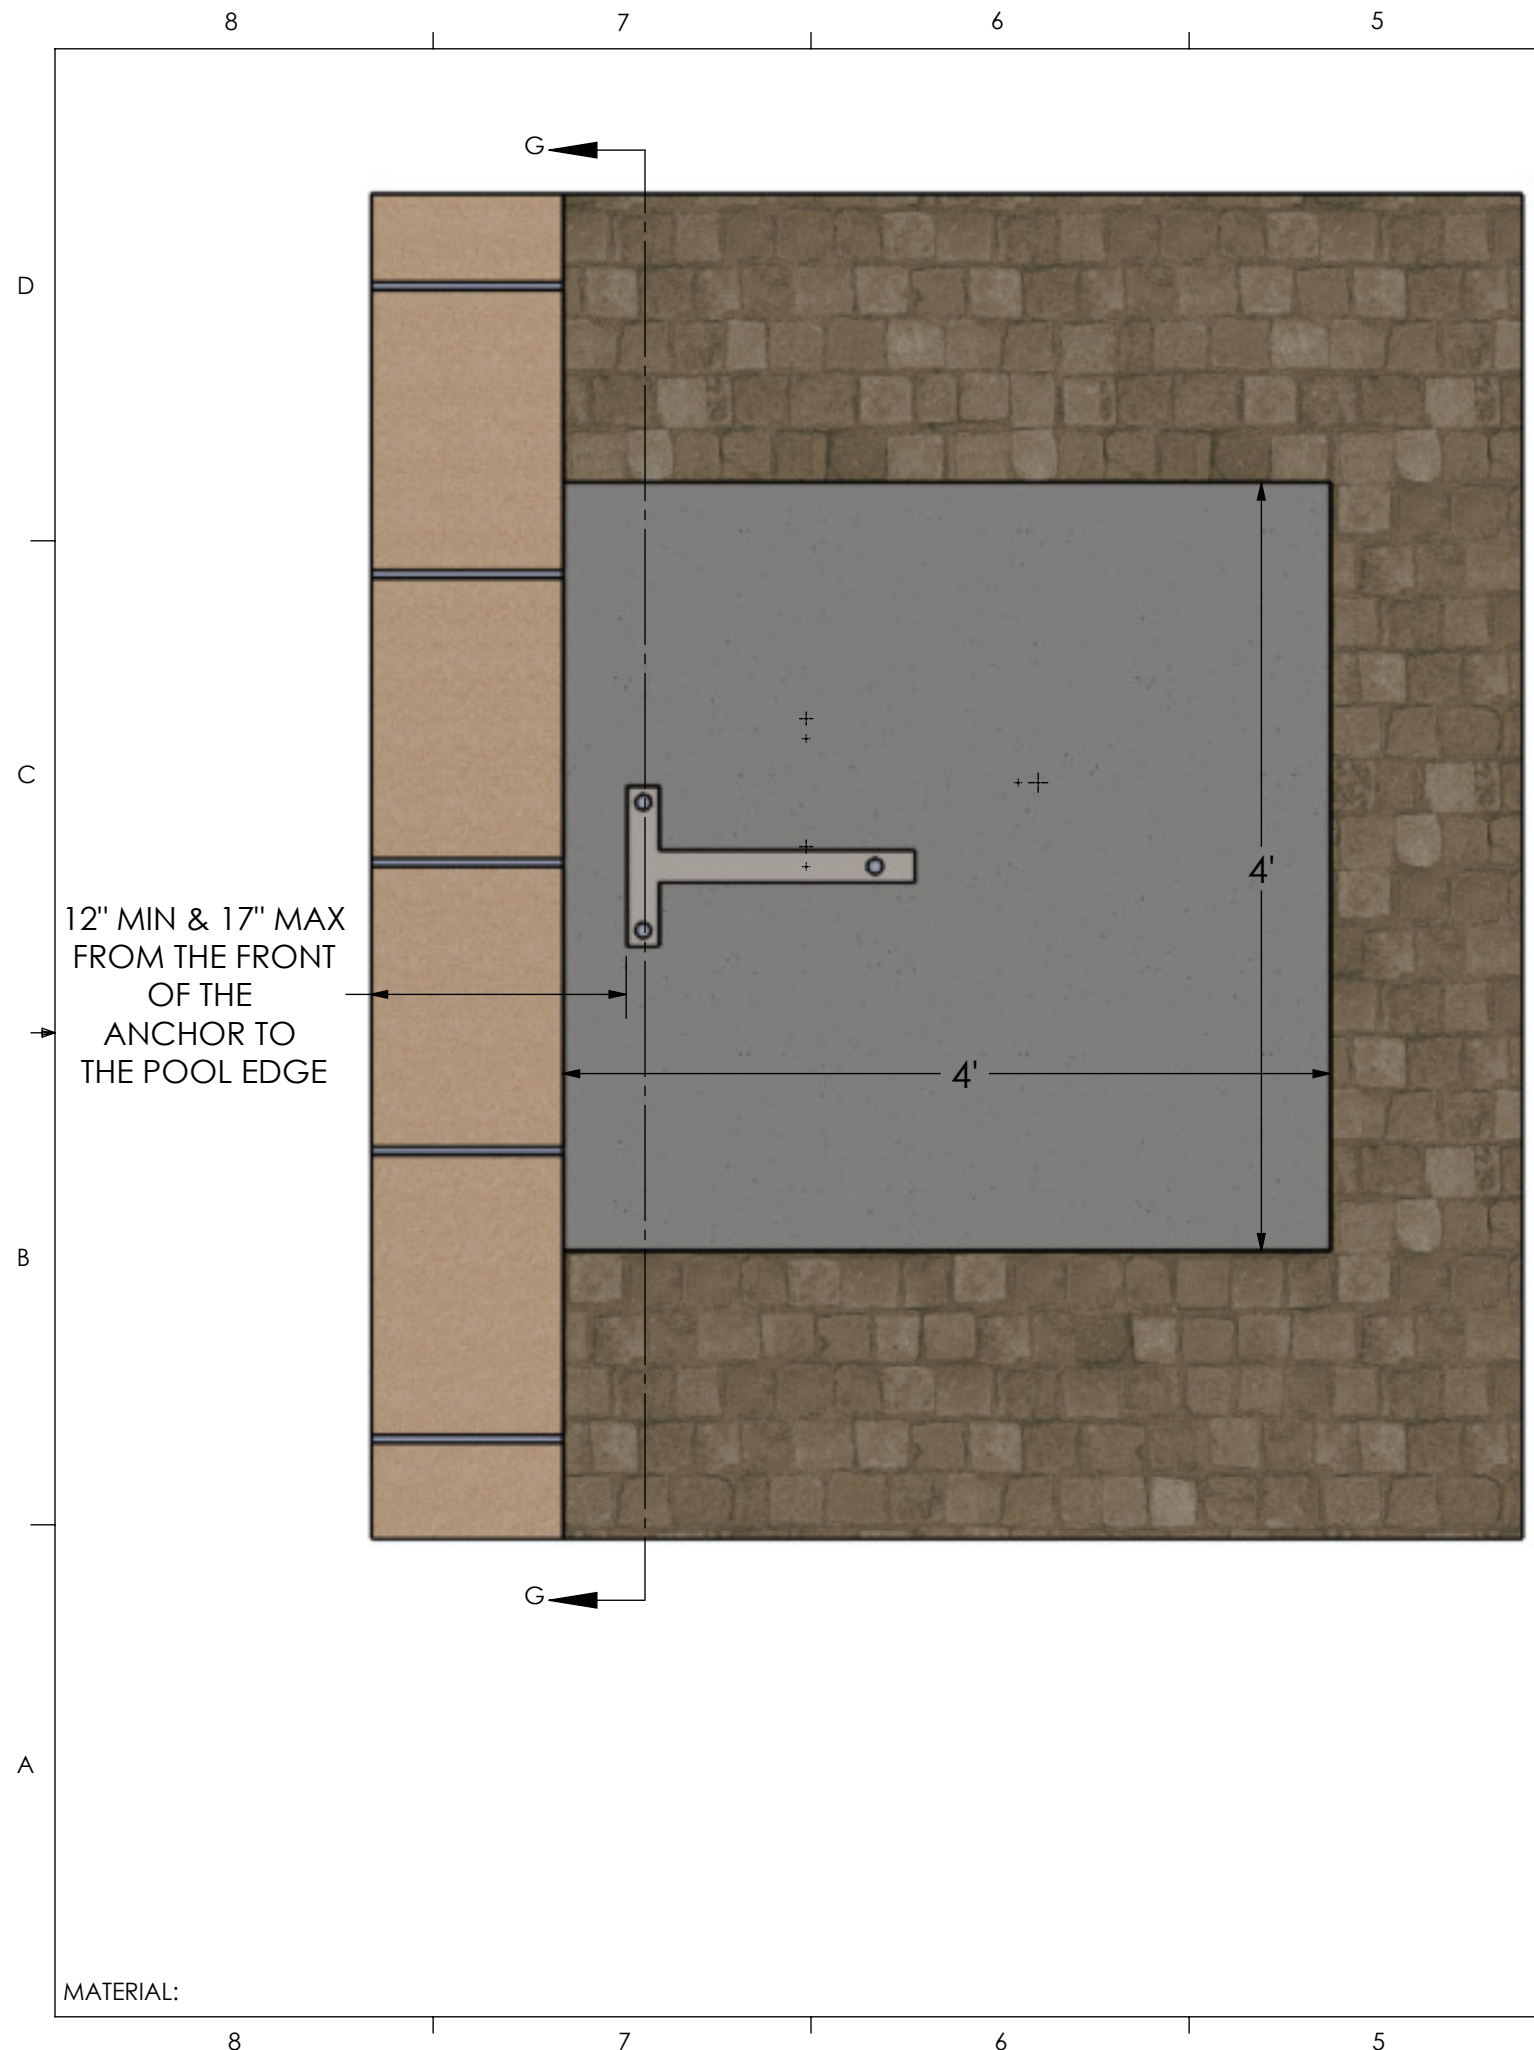 8 7 6 5
G
D
C
12" MIN & 17" MAX
FROM THE FRONT
OF THE
ANCHOR TO
THE POOL EDGE
4'
4'
B
G
A
MATERIAL:
8 7 6 5